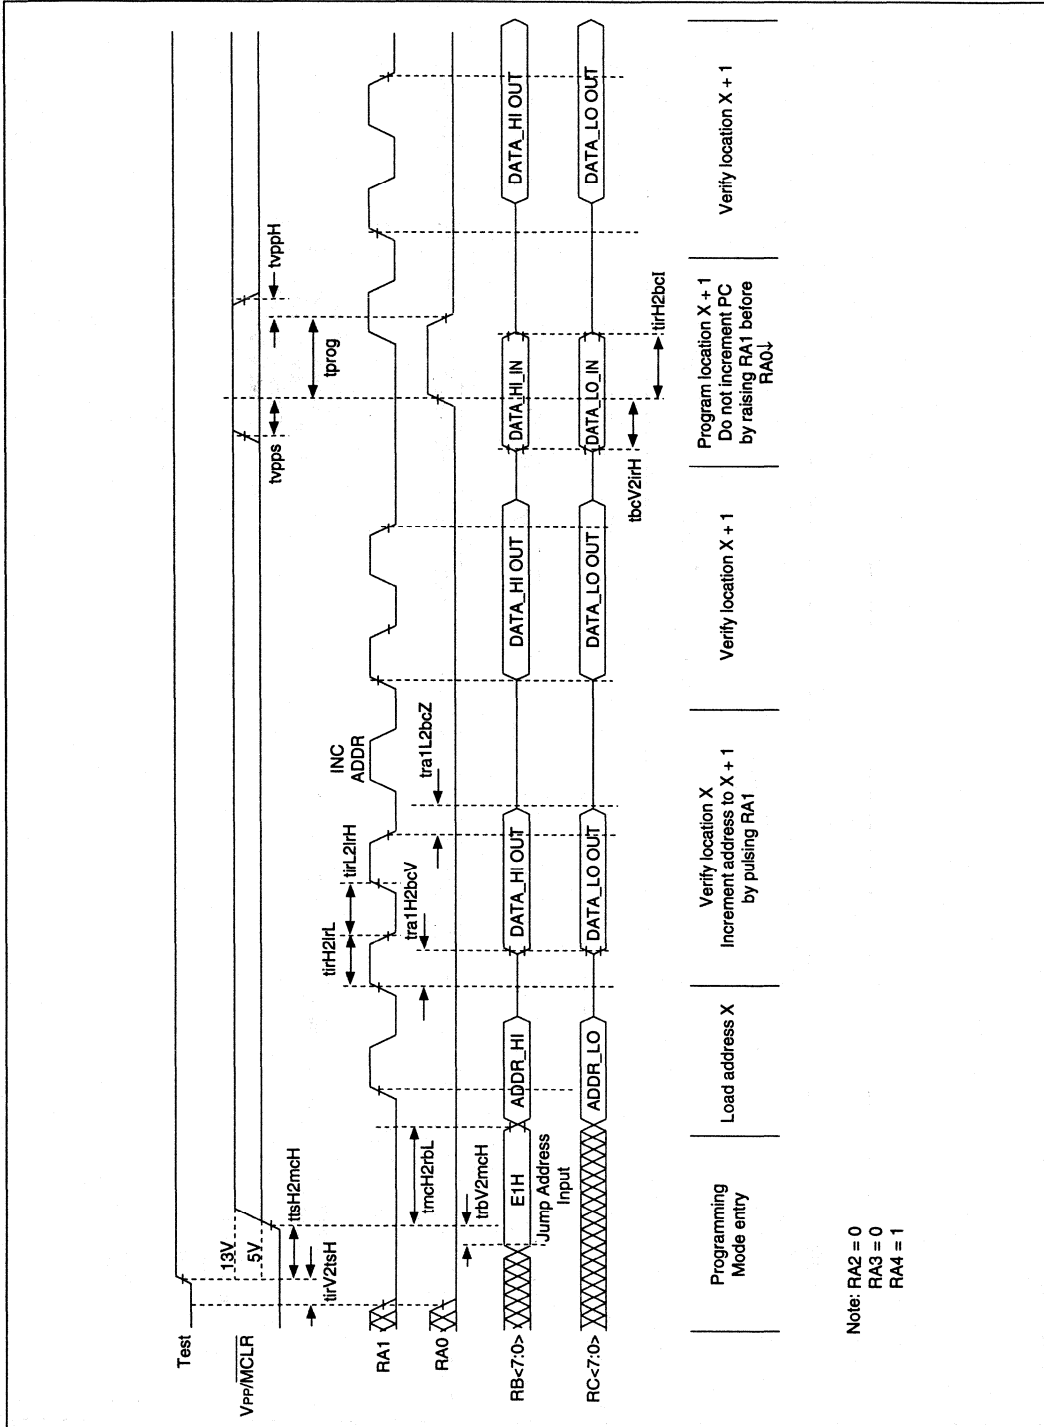 Test
VPP/MCLR
13V
5V
ttsH2mcH
tirV2tsH
tvpps
tprog
tvppH
RA1
tirH2IrL
tirL2IrH
INC
ADDR
RA0
tmcH2rbL
tra1H2bcV
tra1L2bcZ
trbV2mcH
RB<7:0>
E1H
ADDR_HI
DATA_HI OUT
DATA_HI OUT
DATA_HI_IN
DATA_HI OUT
Jump Address
Input
RC<7:0>
ADDR_LO
DATA_LO OUT
DATA_LO OUT
DATA_LO_IN
DATA_LO OUT
tbcV2irH
tirH2bcI
Programming
Mode entry
Load address X
Verify location X
Increment address to X + 1
by pulsing RA1
Verify location X + 1
Program location X + 1
Do not increment PC
by raising RA1 before
RA0↓
Verify location X + 1
Note: RA2 = 0
RA3 = 0
RA4 = 1